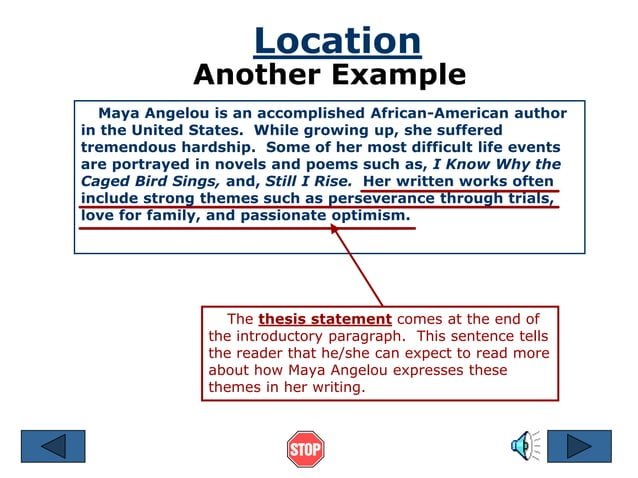 Location
Another Example
Maya Angelou is an accomplished African-American author
in the United States.  While growing up, she suffered
tremendous hardship.  Some of her most difficult life events
are portrayed in novels and poems such as, I Know Why the
Caged Bird Sings, and, Still I Rise.  Her written works often
include strong themes such as perseverance through trials,
love for family, and passionate optimism.
The thesis statement comes at the end of
the introductory paragraph.  This sentence tells
the reader that he/she can expect to read more
about how Maya Angelou expresses these
themes in her writing.
STOP